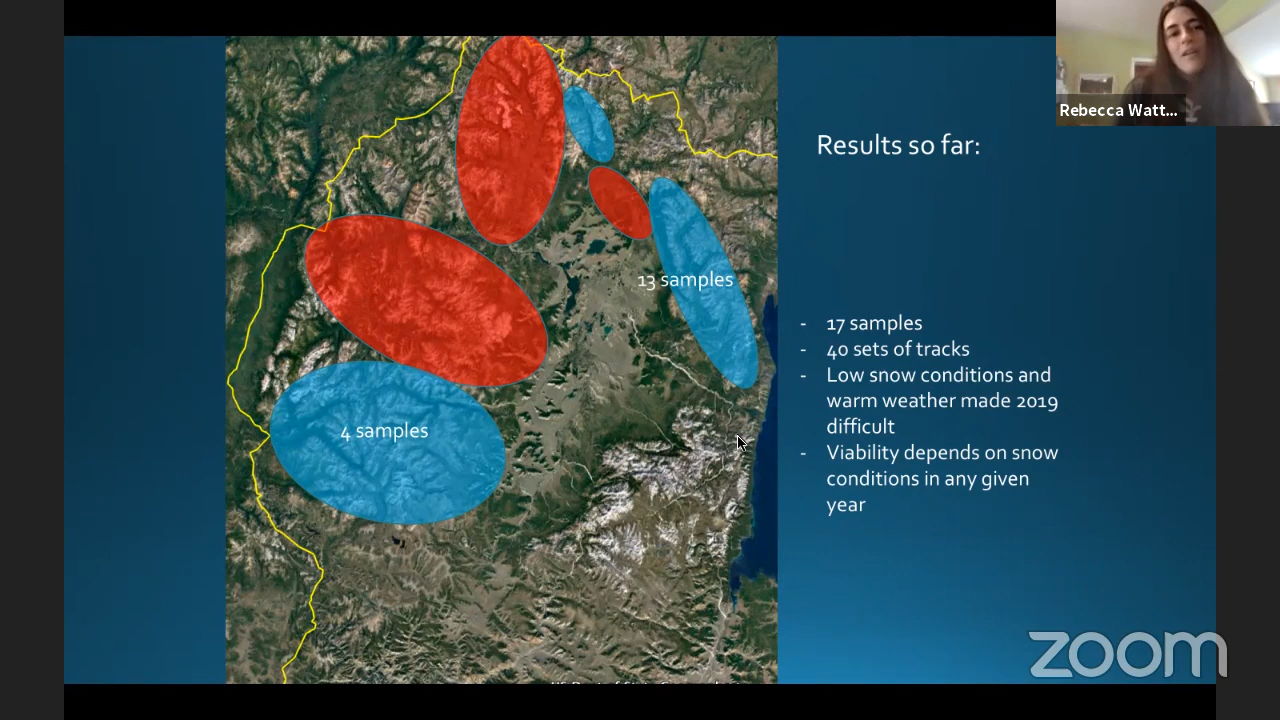 Rebecca Watt...
Results so far:
13 samples
4 samples
- 17 samples
- 40 sets of tracks
- Low snow conditions and
warm weather made 2019
difficult
- Viability depends on snow
conditions in any given
year
zoom